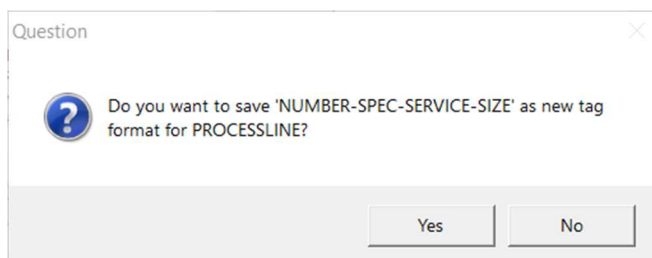 Question
Do you want to save 'NUMBER-SPEC-SERVICE-SIZE' as new tag
format for PROCESSLINE?
Yes
No